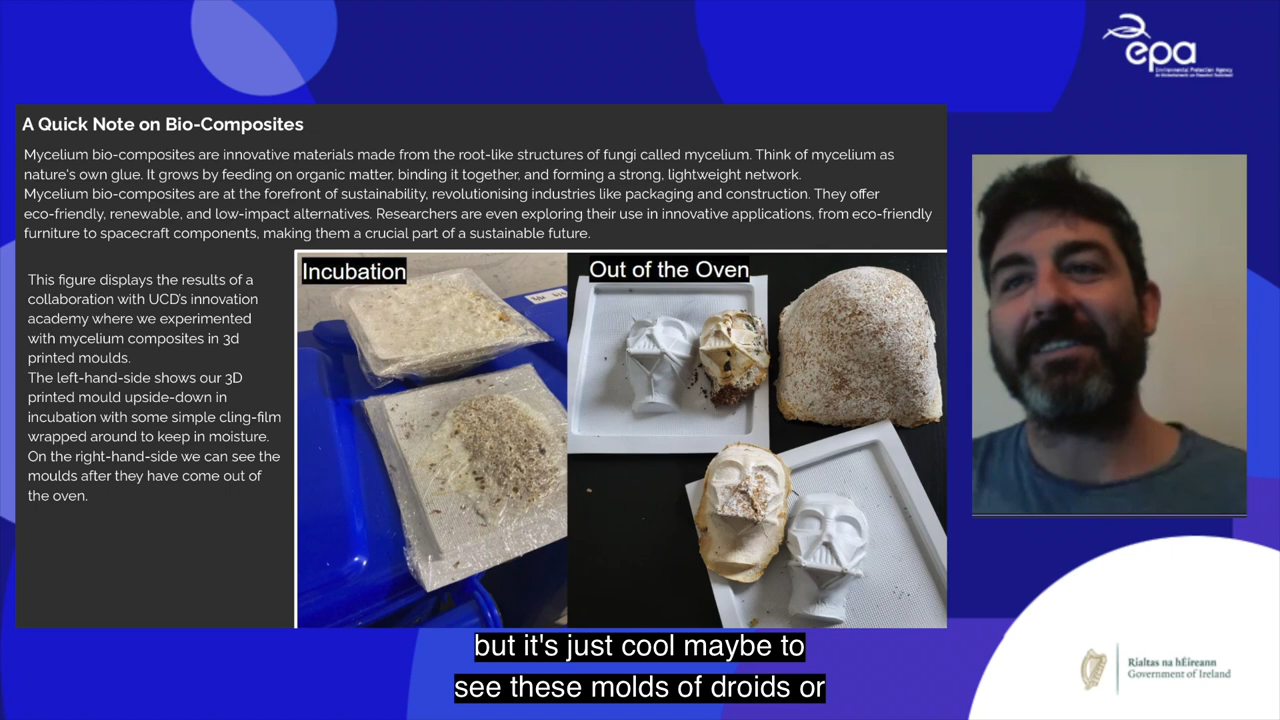 epa
Environmental Protection Agency
A Quick Note on Bio-Composites
Mycelium bio-composites are innovative materials made from the root-like structures of fungi called mycelium. Think of mycelium as
nature's own glue. It grows by feeding on organic matter, binding it together, and forming a strong, lightweight network.
Mycelium bio-composites are at the forefront of sustainability, revolutionising industries like packaging and construction. They offer
eco-friendly, renewable, and low-impact alternatives. Researchers are even exploring their use in innovative applications, from eco-friendly
furniture to spacecraft components, making them a crucial part of a sustainable future.
This figure displays the results of a
collaboration with UCD's innovation
academy where we experimented
with mycelium composites in 3d
printed moulds.
The left-hand-side shows our 3D
printed mould upside-down in
incubation with some simple cling-film
wrapped around to keep in moisture.
On the right-hand-side we can see the
moulds after they have come out of
the oven.
Incubation
Out of the Oven
but it's just cool maybe to
see these molds of droids or
Rialtas na hÉireann
Government of Ireland